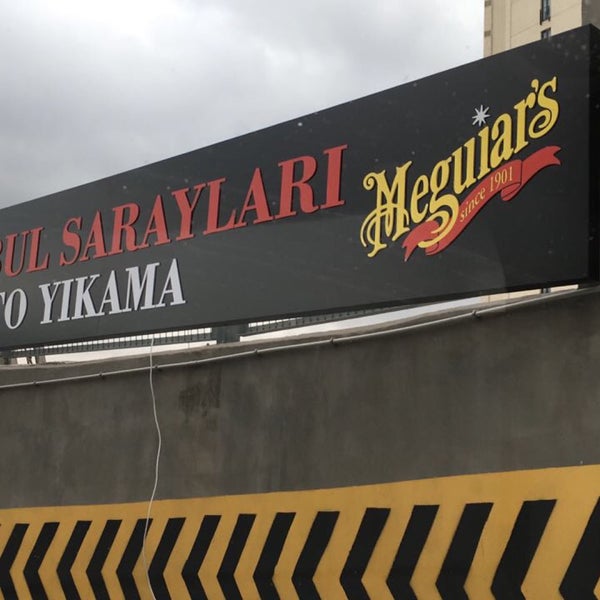 BUL SARAYLARI
TO YIKAMA
Meguiar's
since 1901